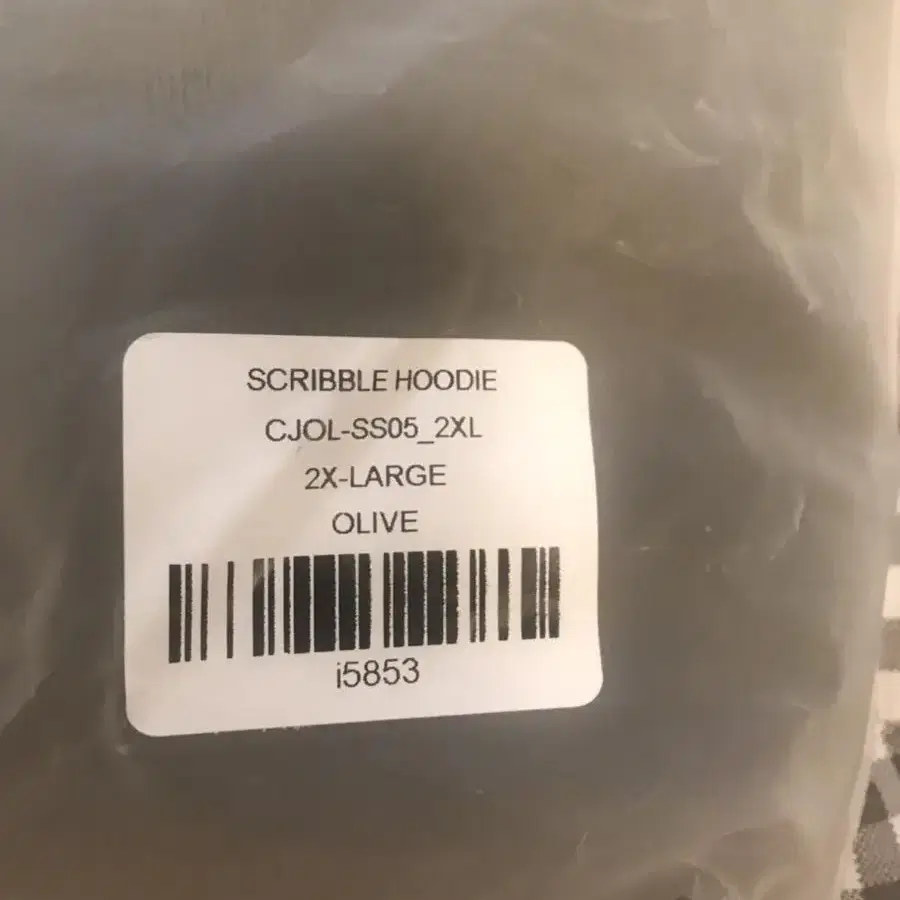 SCRIBBLE HOODIE
CJOL-SS05_2XL
2X-LARGE
OLIVE
i5853